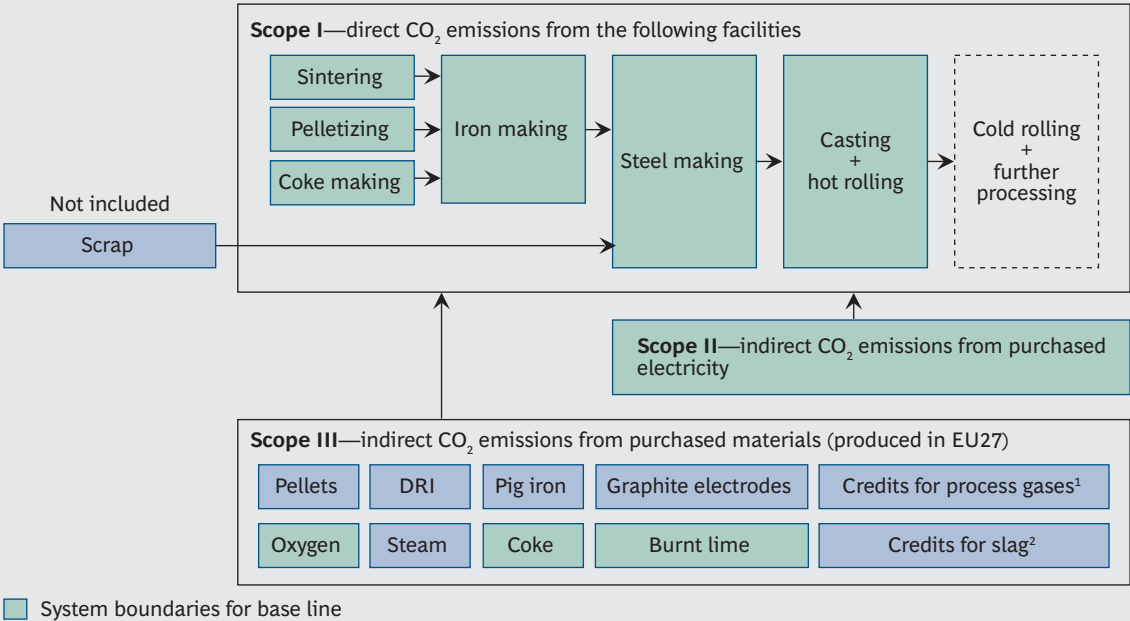 Scope I—direct CO₂ emissions from the following facilities
Sintering
Pelletizing
Coke making
Iron making
Steel making
Casting
+
hot rolling
Cold rolling
+
further
processing
Not included
Scrap
Scope II—indirect CO₂ emissions from purchased
electricity
Scope III—indirect CO₂ emissions from purchased materials (produced in EU27)
Pellets
DRI
Pig iron
Graphite electrodes
Credits for process gases¹
Oxygen
Steam
Coke
Burnt lime
Credits for slag²
System boundaries for base line